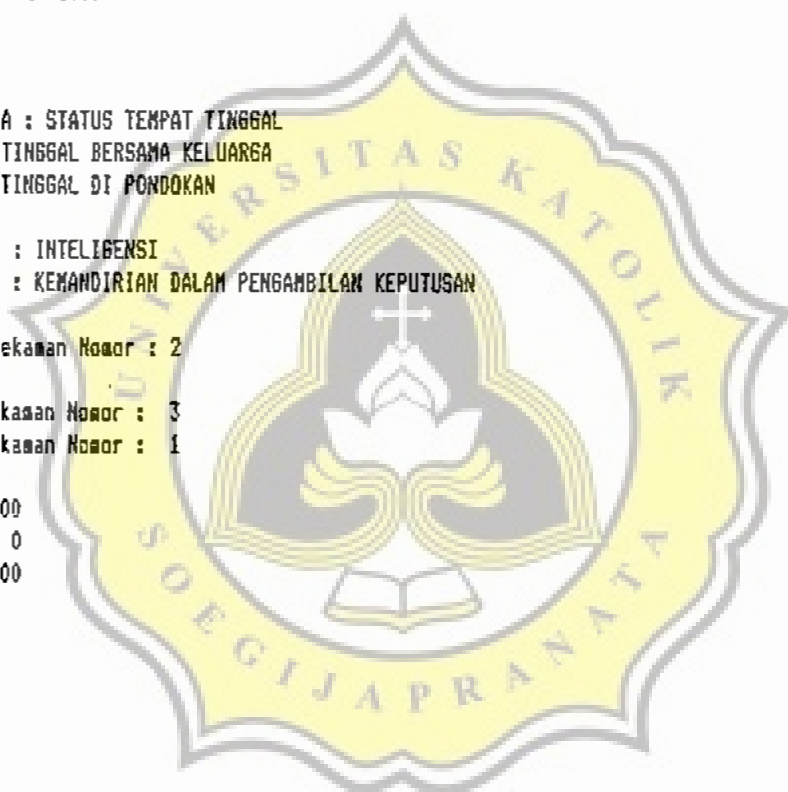 A : STATUS TEMPAT TINGGAL
TINGGAL BERSAMA KELUARGA
TINGGAL DI PONDOKAN
: INTELIGENSI
: KEMANDIRIAN DALAM PENGAMBILAN KEPUTUSAN
ekaman Nomor : 2
kaman Nomor : 3
kaman Nomor : 1
00
0
00
UNIVERSITAS KATOLIK
SOEGIJAPRANATA